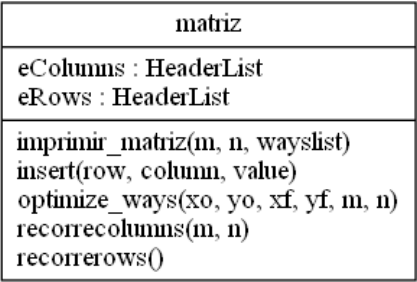 matriz
eColumns : HeaderList
eRows : HeaderList
imprimir_matriz(m, n, wayslist)
insert(row, column, value)
optimize_ways(xo, yo, xf, yf, m, n)
recorrecolumns(m, n)
recorrerows()